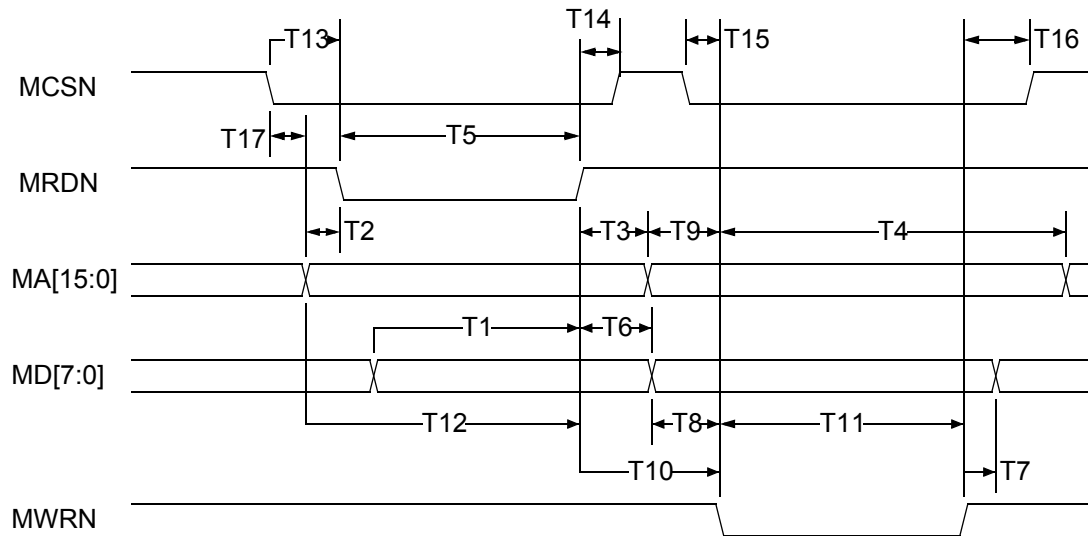 T13
T14
T15
T16
MCSN
T17
T5
MRDN
T2
T3
T9
T4
MA[15:0]
T1
T6
MD[7:0]
T12
T8
T11
T10
T7
MWRN